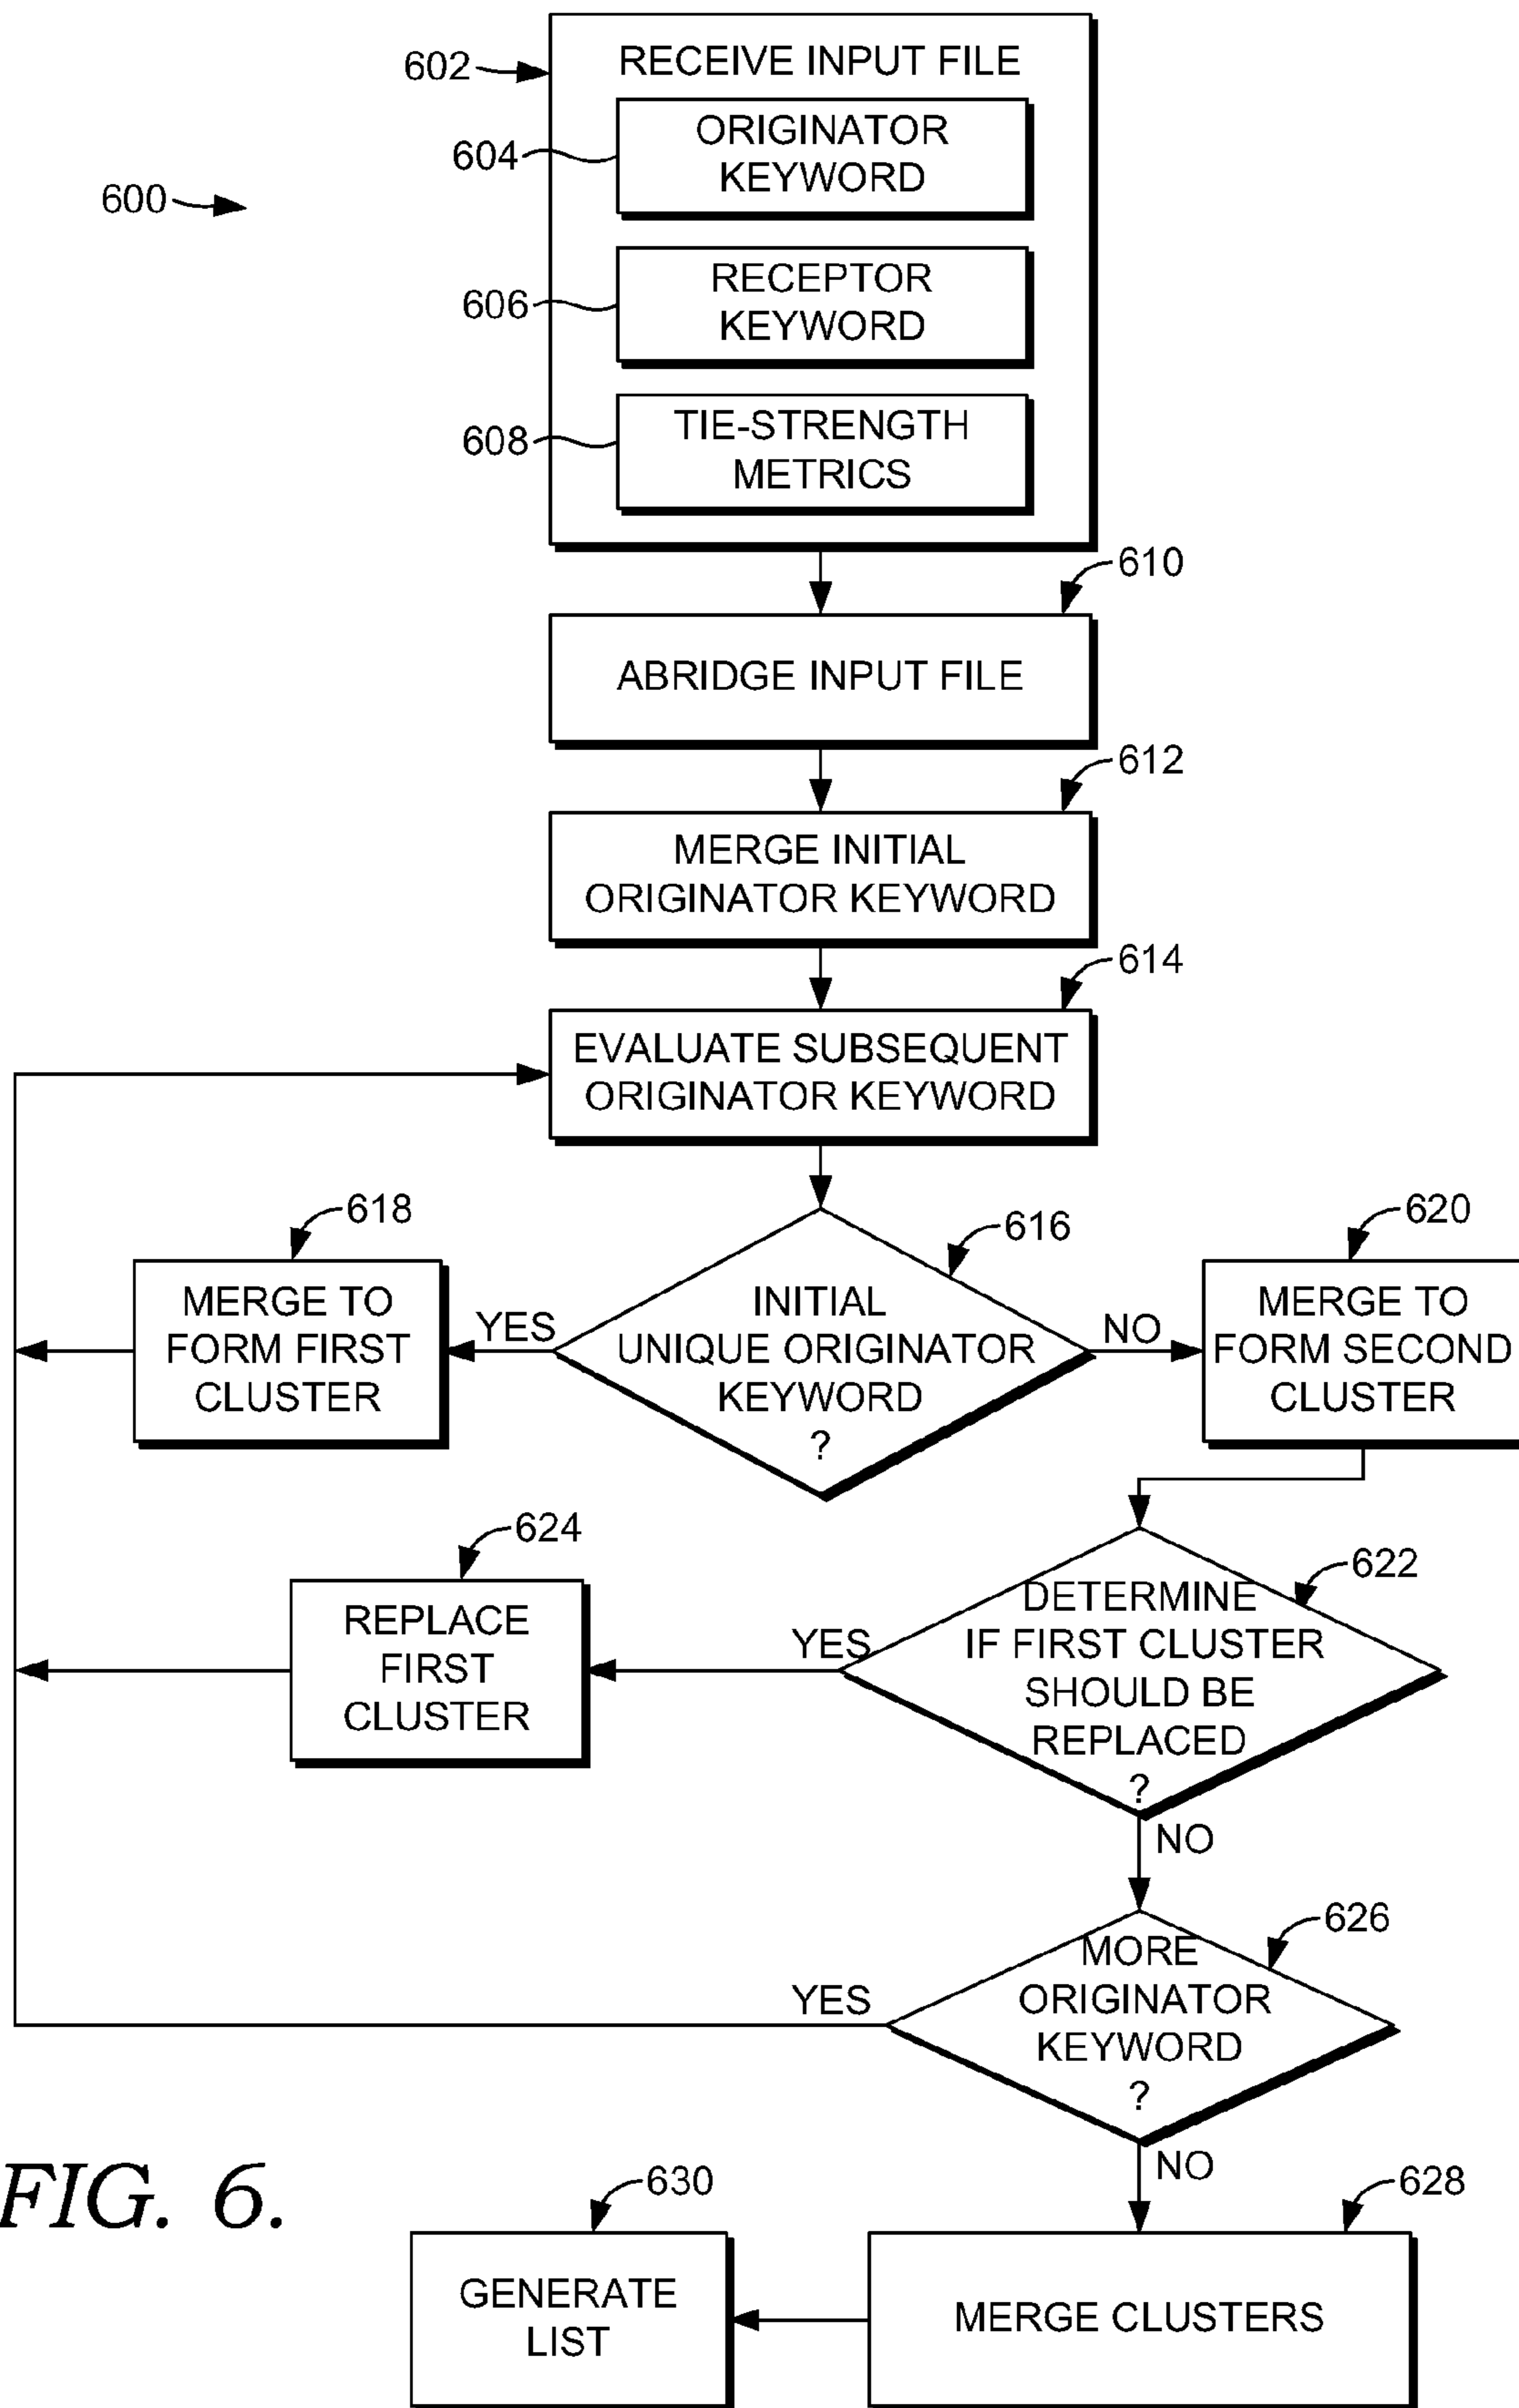 602
RECEIVE INPUT FILE
604
ORIGINATOR
KEYWORD
600
606
RECEPTOR
KEYWORD
608
TIE-STRENGTH
METRICS
610
ABRIDGE INPUT FILE
612
MERGE INITIAL
ORIGINATOR KEYWORD
614
EVALUATE SUBSEQUENT
ORIGINATOR KEYWORD
618
616
620
MERGE TO
FORM FIRST
CLUSTER
YES
INITIAL
UNIQUE ORIGINATOR
KEYWORD
?
NO
MERGE TO
FORM SECOND
CLUSTER
624
622
REPLACE
FIRST
CLUSTER
YES
DETERMINE
IF FIRST CLUSTER
SHOULD BE
REPLACED
?
NO
626
YES
MORE
ORIGINATOR
KEYWORD
?
NO
FIG. 6.
630
628
GENERATE
LIST
MERGE CLUSTERS